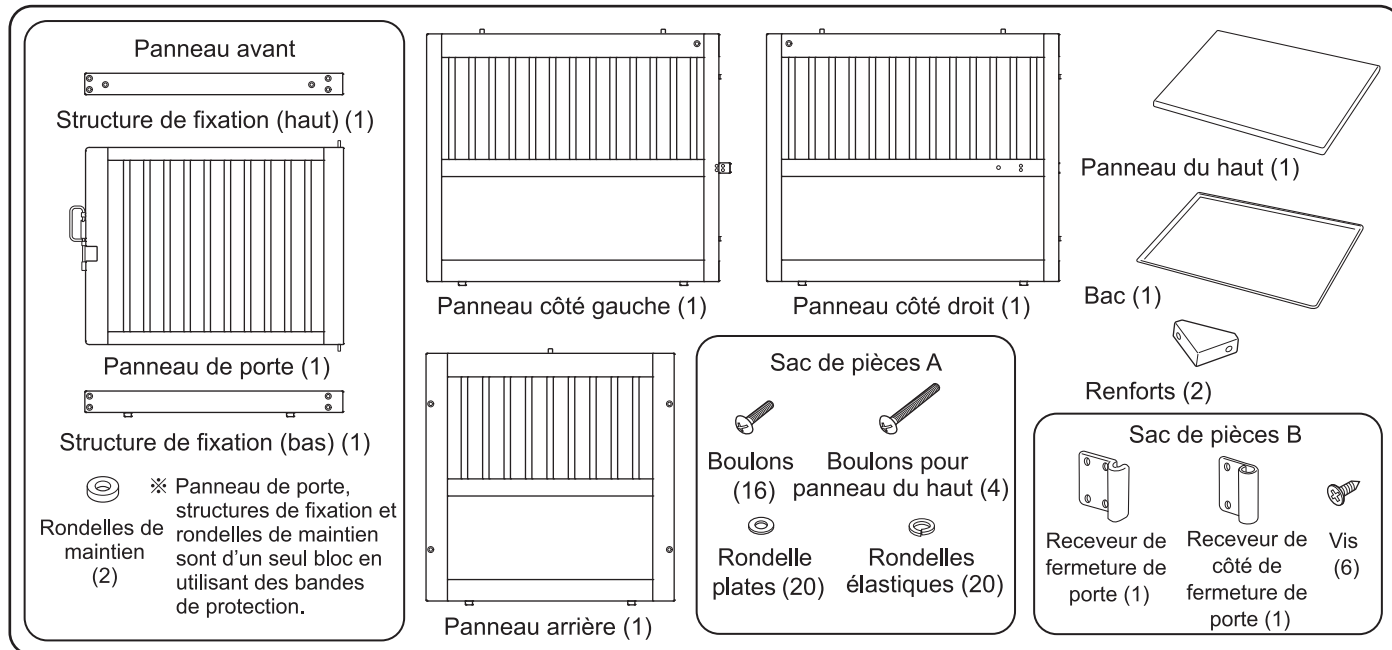 Panneau avant
Structure de fixation (haut) (1)
Panneau de porte (1)
Structure de fixation (bas) (1)
Rondelles de
maintien
(2)
※ Panneau de porte,
structures de fixation et
rondelles de maintien
sont d'un seul bloc en
utilisant des bandes
de protection.
Panneau côté gauche (1)
Panneau côté droit (1)
Panneau arrière (1)
Panneau du haut (1)
Bac (1)
Renforts (2)
Sac de pièces A
Boulons
(16)
Boulons pour
panneau du haut (4)
Rondelle
plates (20)
Rondelles
élastiques (20)
Sac de pièces B
Receveur de
fermeture de
porte (1)
Receveur de
côté de
fermeture de
porte (1)
Vis
(6)